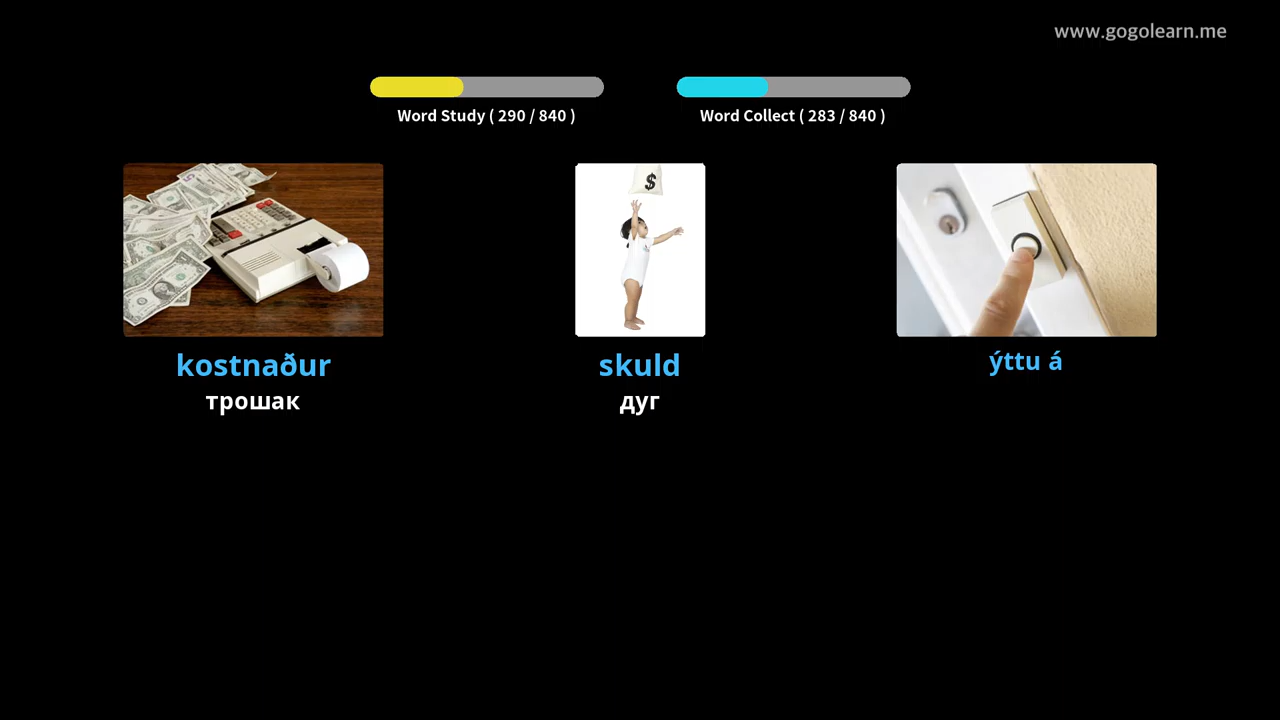 www.gogolearn.me
Word Study ( 290 / 840 )
Word Collect ( 283 / 840 )
$
kostnaður
трошак
skuld
дуг
ýttu á